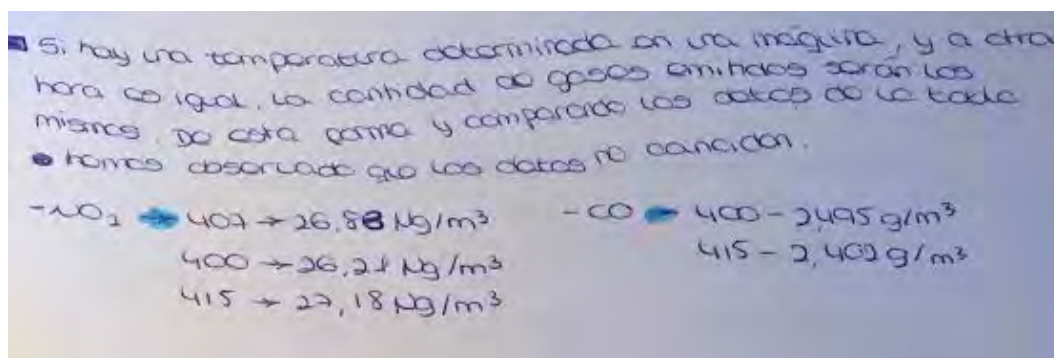 Si hay una temperatura determinada en una máquina, y a otra
hora es igual, la cantidad de gases emitidos serán los
mismos. De esta forma y comparando los datos de la tabla
hemos observado que los datos no coinciden.
-NO2 → 407 → 26,88 Ng/m³ -CO → 400 - 2,495 g/m³
400 → 26,21 Ng/m³ 415 - 2,402 g/m³
415 → 27,18 Ng/m³